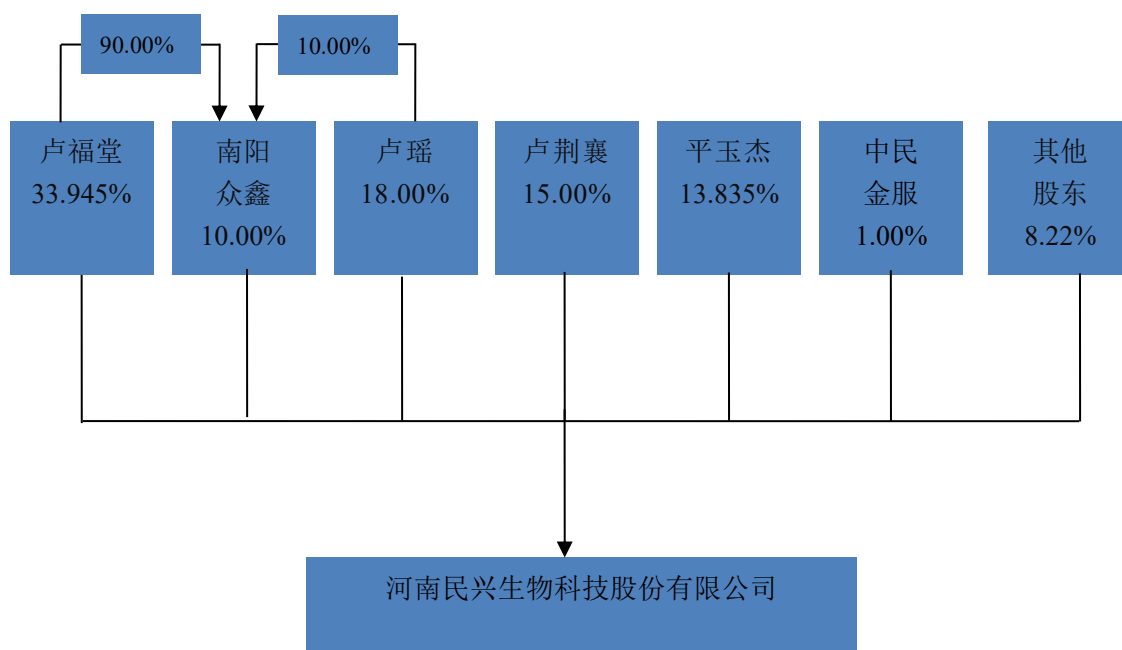 90.00%
10.00%
卢福堂
33.945%
南阳
众鑫
10.00%
卢瑶
18.00%
卢荆襄
15.00%
平玉杰
13.835%
中民
金服
1.00%
其他
股东
8.22%
河南民兴生物科技股份有限公司